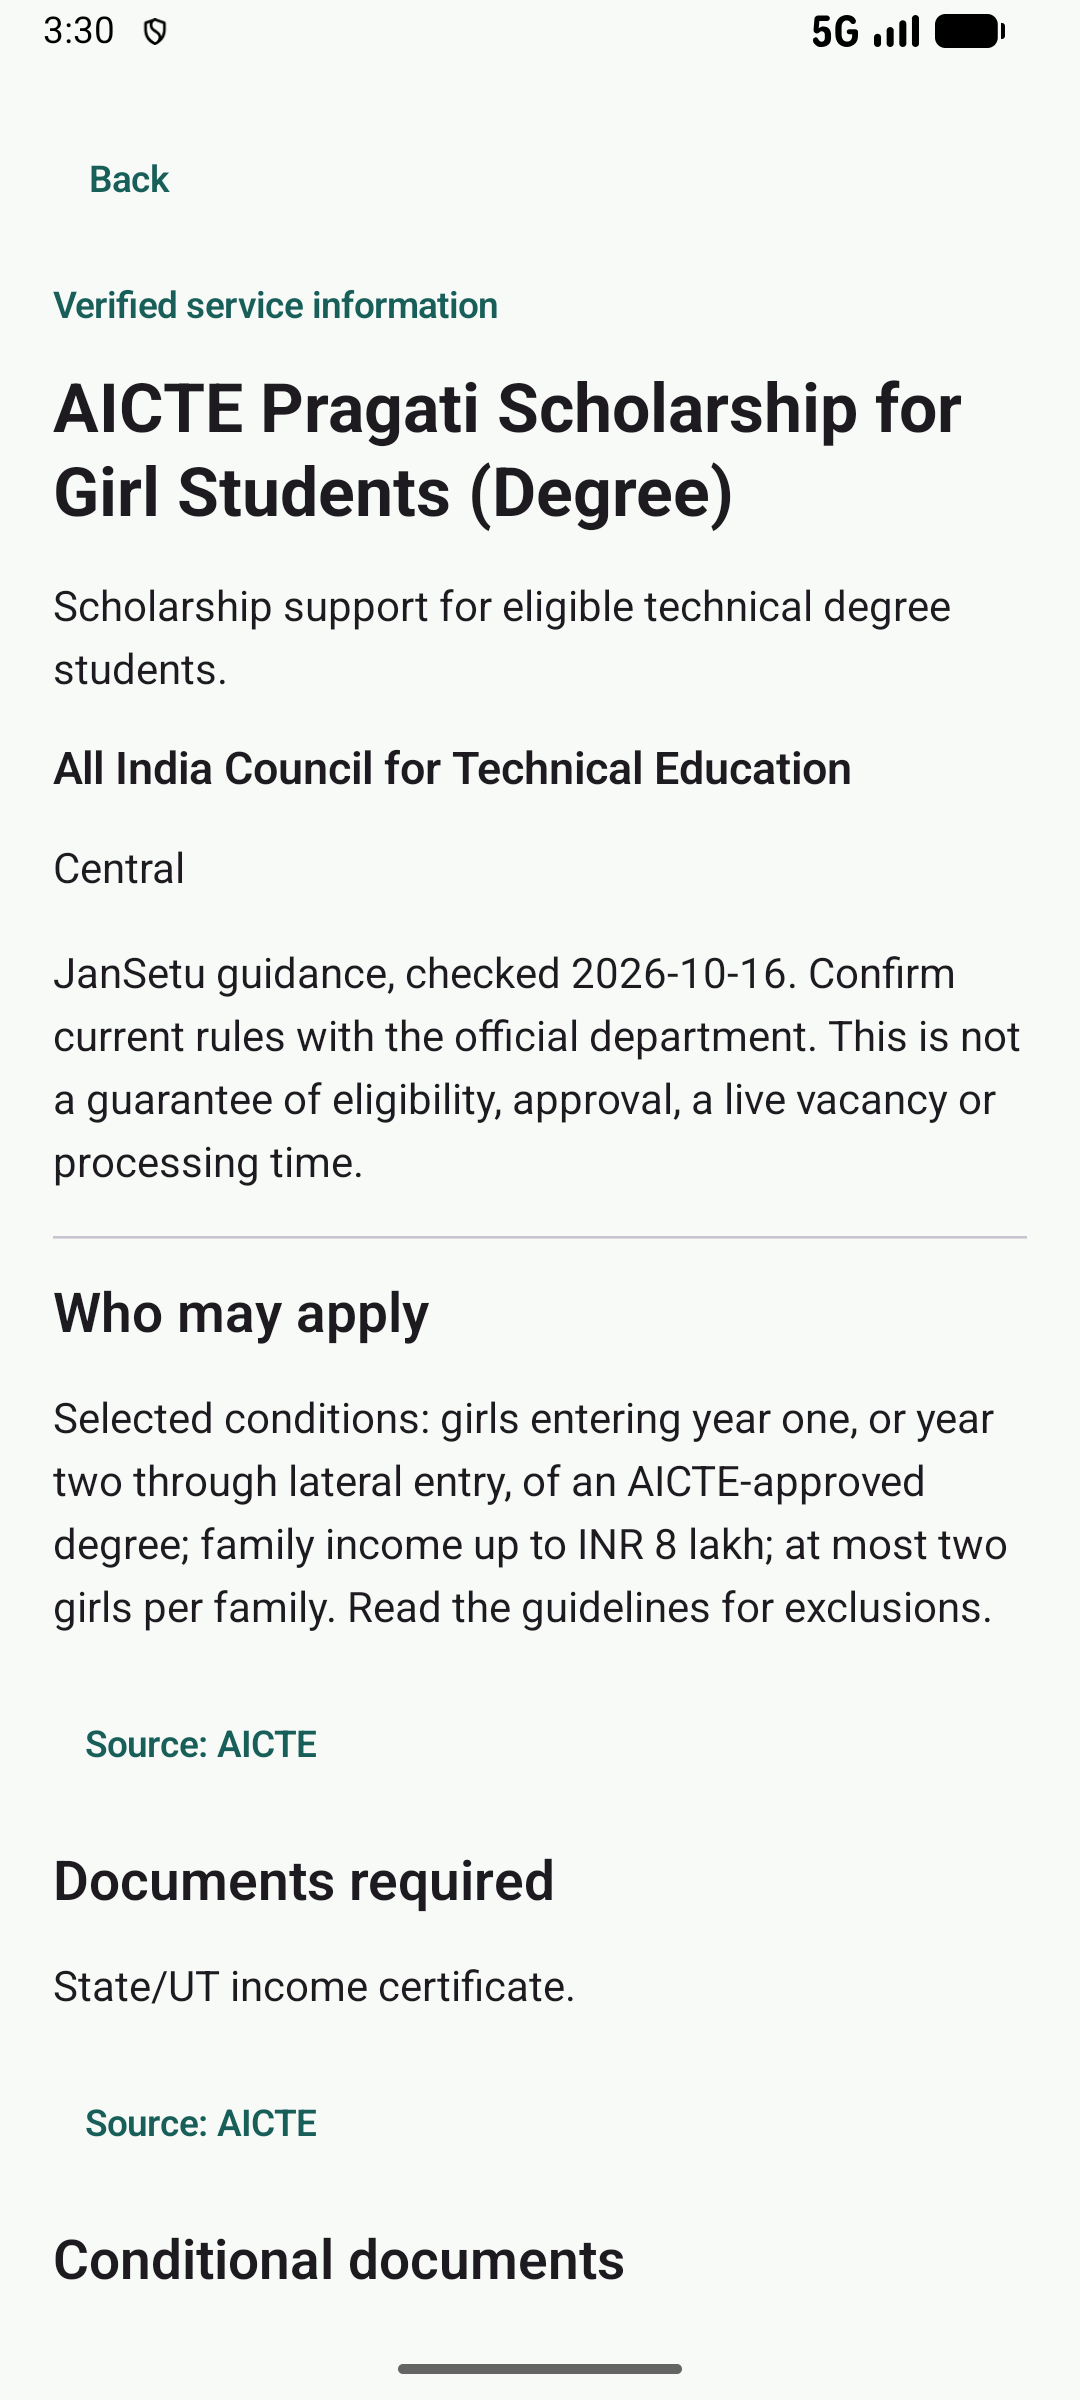 3:30
5G
Back
Verified service information
AICTE Pragati Scholarship for
Girl Students (Degree)
Scholarship support for eligible technical degree
students.
All India Council for Technical Education
Central
JanSetu guidance, checked 2026-10-16. Confirm
current rules with the official department. This is not
a guarantee of eligibility, approval, a live vacancy or
processing time.
Who may apply
Selected conditions: girls entering year one, or year
two through lateral entry, of an AICTE-approved
degree; family income up to INR 8 lakh; at most two
girls per family. Read the guidelines for exclusions.
Source: AICTE
Documents required
State/UT income certificate.
Source: AICTE
Conditional documents